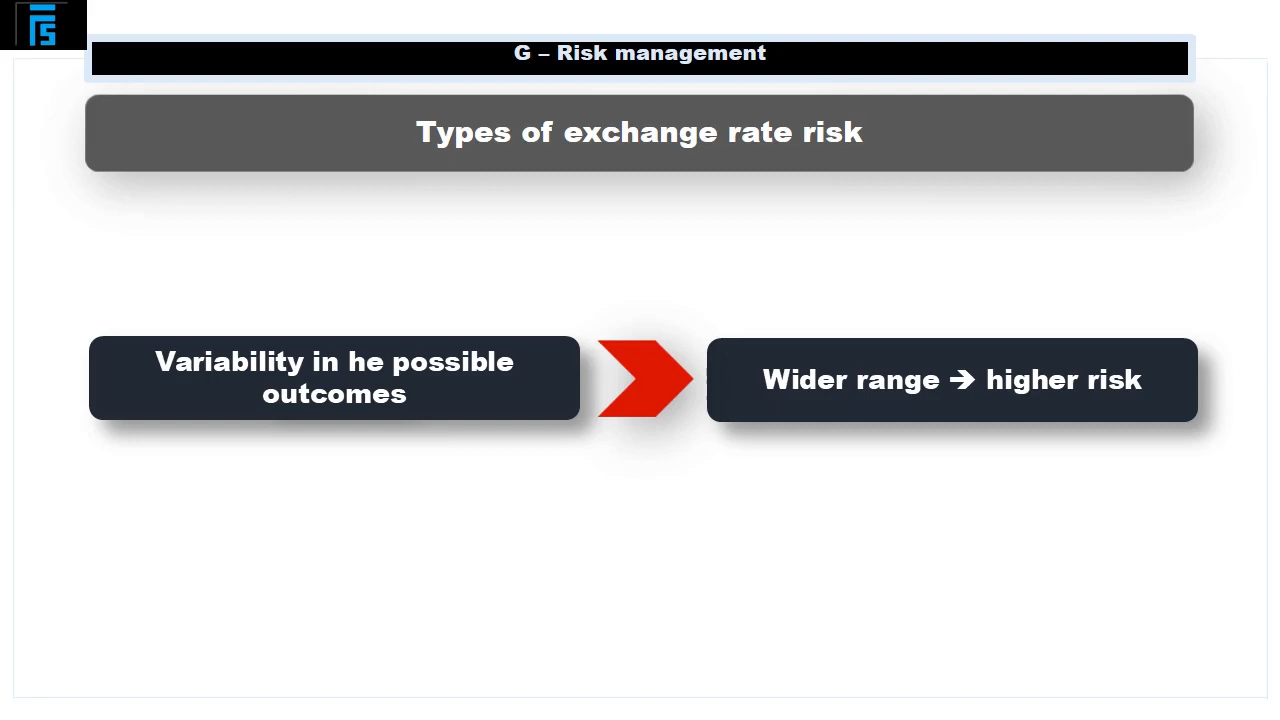 G – Risk management
Types of exchange rate risk
Variability in he possible
outcomes
Wider range ➔ higher risk